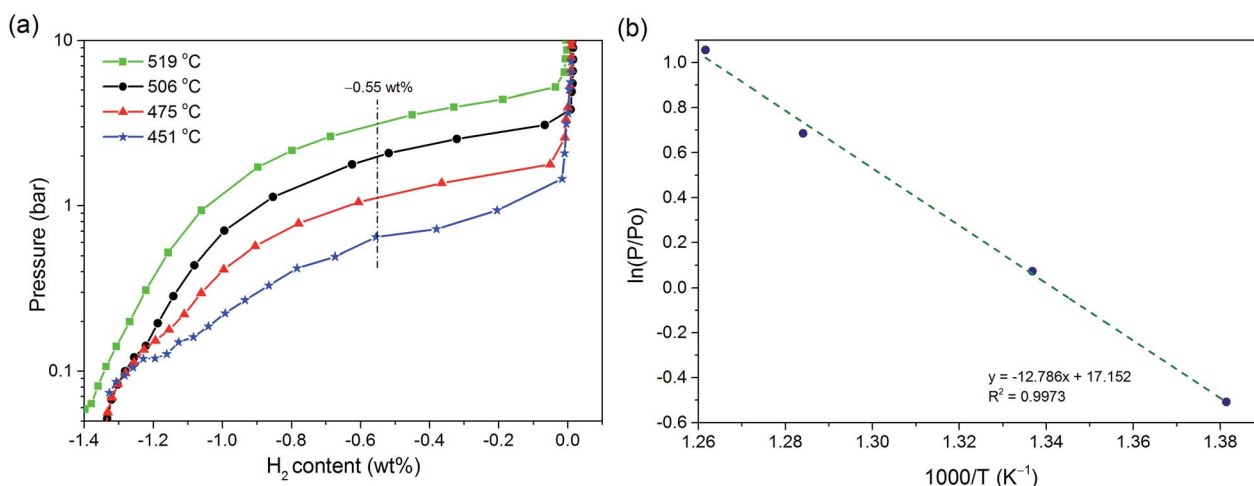 (a)
10
1
0.1
Pressure (bar)
519 °C
506 °C
475 °C
451 °C
−0.55 wt%
-1.4 -1.2 -1.0 -0.8 -0.6 -0.4 -0.2 0.0
H₂ content (wt%)
(b)
1.0
0.8
0.6
0.4
0.2
0.0
-0.2
-0.4
-0.6
ln(P/Po)
y = -12.786x + 17.152
R² = 0.9973
1.26 1.28 1.30 1.32 1.34 1.36 1.38
1000/T (K⁻¹)